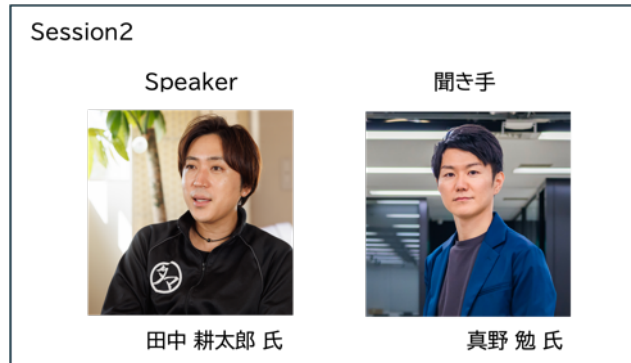 Session2
Speaker
聞き手
田中 耕太郎 氏
真野 勉 氏